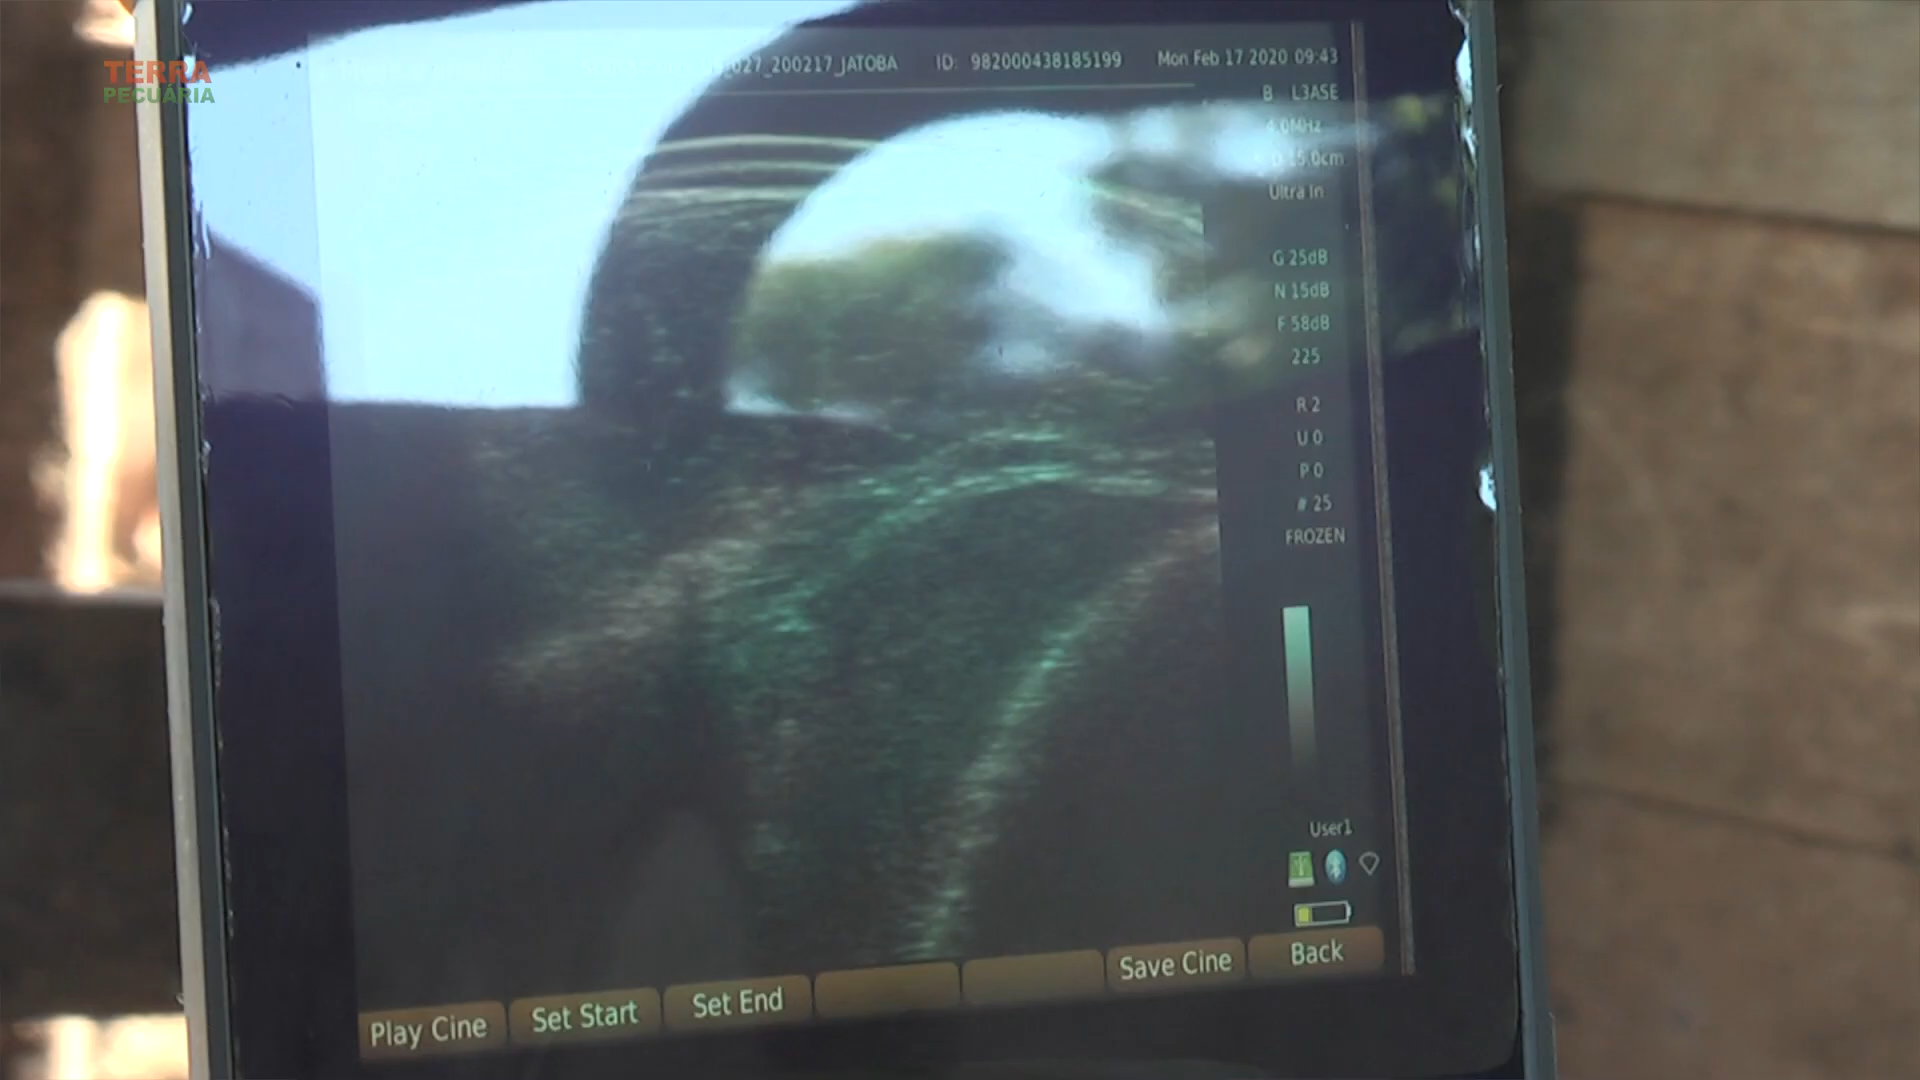 TERRA
PECUÁRIA
027_200217_JATOBA ID: 982000438185199 Mon Feb 17 2020 09:43
B L3ASE
4.0MHz
D 15.0cm
Ultra In
G 25dB
N 15dB
F 58dB
225
R 2
U 0
P 0
# 25
FROZEN
User1
Play Cine Set Start Set End Save Cine Back